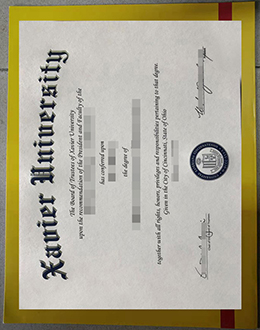 Xavier University
The Board of Trustees of Xavier University
upon the recommendation of the President and Faculty of the
has conferred upon
the degree of
together with all rights, honors, privileges and responsibilities pertaining to that degree.
Given in the City of Cincinnati, State of Ohio